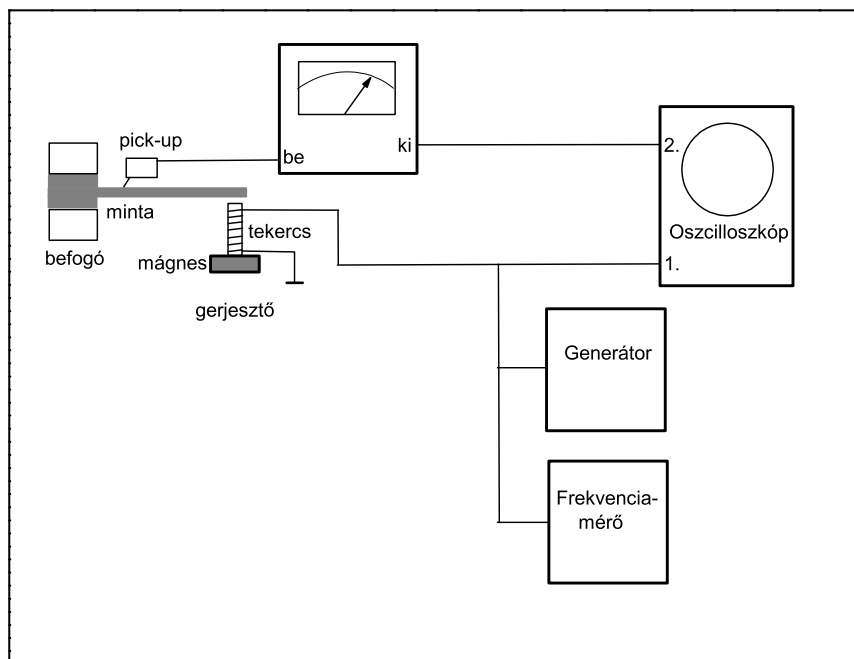 pick-up
be
ki
2.
minta
tekercs
Oszcilloszkóp
befogó
mágnes
1.
gerjesztő
Generátor
Frekvencia-
mérő